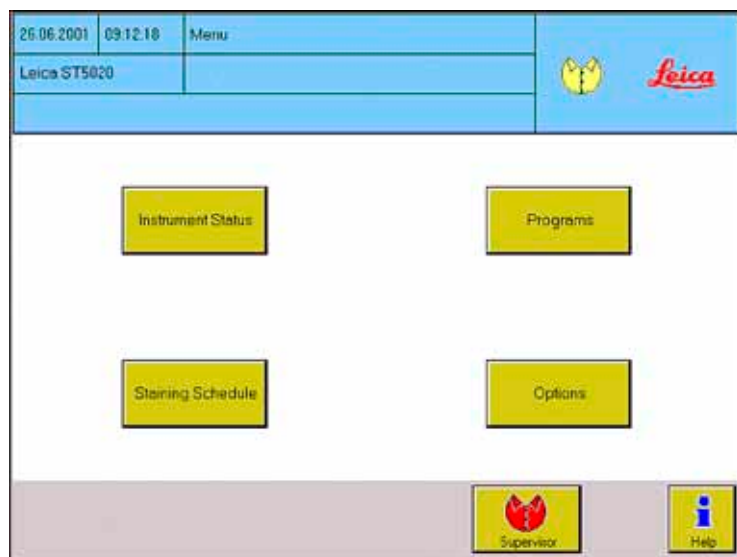 26.06.2001 09:12:18 Menu
Leica ST5020
Leica
Instrument Status
Programs
Staining Schedule
Options
Supervisor
Help